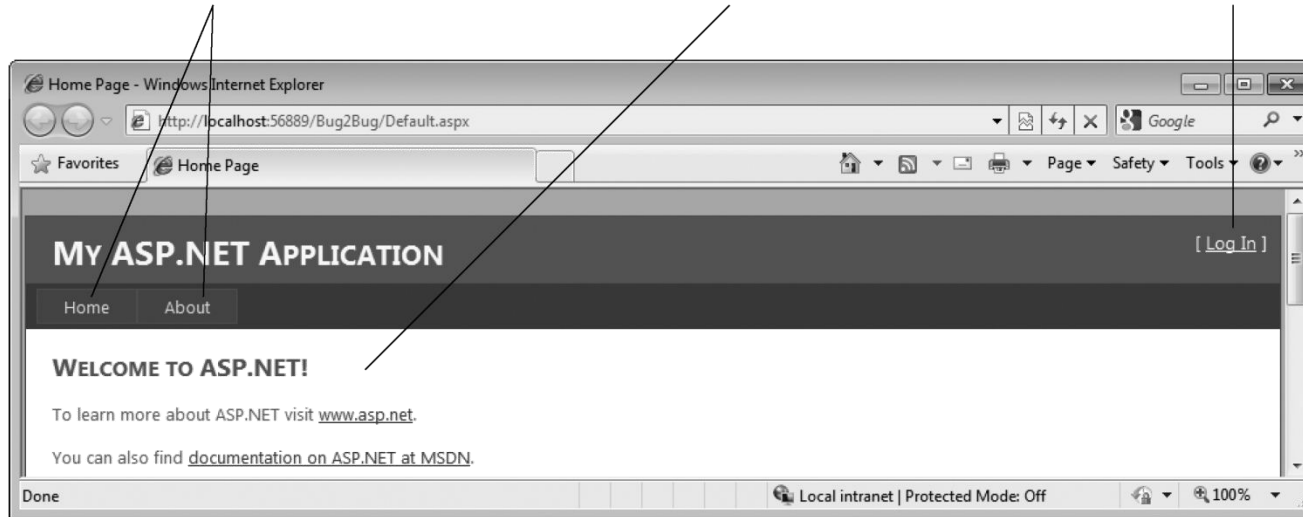 Home Page - Windows Internet Explorer
http://localhost:56889/Bug2Bug/Default.aspx
Google
Favorites
Home Page
Page
Safety
Tools
MY ASP.NET APPLICATION
[ Log In ]
Home
About
WELCOME TO ASP.NET!
To learn more about ASP.NET visit www.asp.net.
You can also find documentation on ASP.NET at MSDN.
Done
Local intranet | Protected Mode: Off
100%